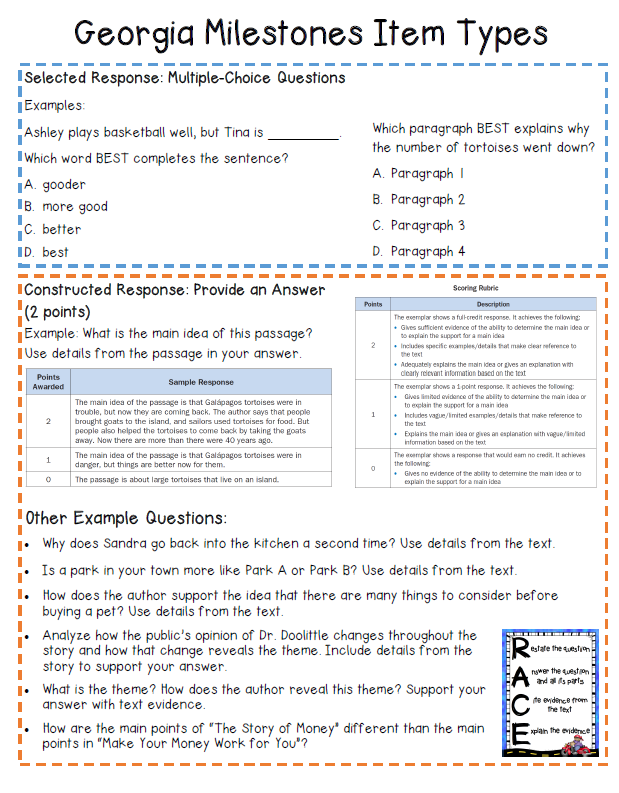 Georgia Milestones Item Types
Selected Response: Multiple-Choice Questions
Examples:
Ashley plays basketball well, but Tina is __________.
Which word BEST completes the sentence?
A. gooder
B. more good
C. better
D. best
Which paragraph BEST explains why
the number of tortoises went down?
A. Paragraph 1
B. Paragraph 2
C. Paragraph 3
D. Paragraph 4
Constructed Response: Provide an Answer
(2 points)
Example: What is the main idea of this passage?
Use details from the passage in your answer.
Points
Awarded
Sample Response
2
The main idea of the passage is that Galápagos tortoises were in
trouble, but now they are coming back. The author says that people
brought goats to the island, and sailors used tortoises for food. But
people also helped the tortoises to come back by taking the goats
away. Now there are more than there were 40 years ago.
1
The main idea of the passage is that Galápagos tortoises were in
danger, but things are better now for them.
0
The passage is about large tortoises that live on an island.
Scoring Rubric
Points
Description
2
The exemplar shows a full-credit response. It achieves the following:
• Gives sufficient evidence of the ability to determine the main idea or
to explain the support for a main idea
• Includes specific examples/details that make clear reference to
the text
• Adequately explains the main idea or gives an explanation with
clearly relevant information based on the text
1
The exemplar shows a 1-point response. It achieves the following:
• Gives limited evidence of the ability to determine the main idea or
to explain the support for a main idea
• Includes vague/limited examples/details that make reference to
the text
• Explains the main idea or gives an explanation with vague/limited
information based on the text
0
The exemplar shows a response that would earn no credit. It achieves
the following:
• Gives no evidence of the ability to determine the main idea or to
explain the support for a main idea
Other Example Questions:
• Why does Sandra go back into the kitchen a second time? Use details from the text.
• Is a park in your town more like Park A or Park B? Use details from the text.
• How does the author support the idea that there are many things to consider before
buying a pet? Use details from the text.
• Analyze how the public's opinion of Dr. Doolittle changes throughout the
story and how that change reveals the theme. Include details from the
story to support your answer.
• What is the theme? How does the author reveal this theme? Support your
answer with text evidence.
• How are the main points of "The Story of Money" different than the main
points in "Make Your Money Work for You"?
Restate the question
Answer the question
and all its parts
Cite evidence from
the text
Explain the evidence